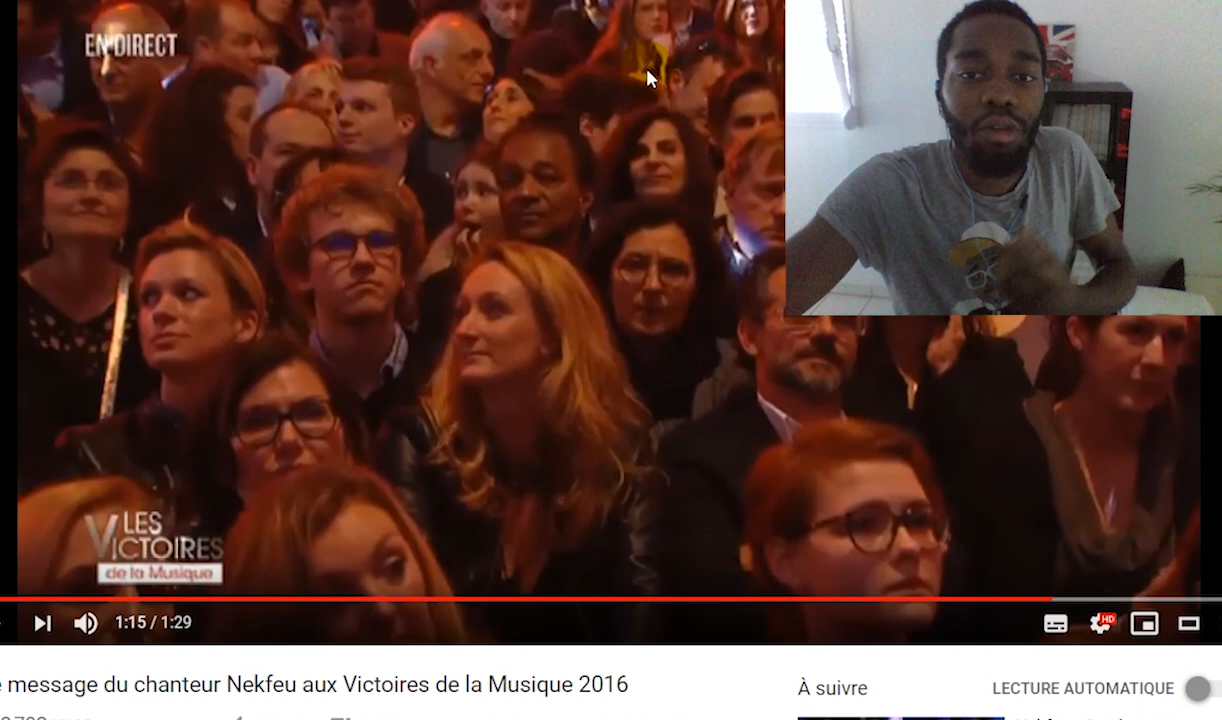 EN DIRECT
LES
VICTOIRES
de la Musique
1:15 / 1:29
HD
message du chanteur Nekfeu aux Victoires de la Musique 2016
À suivre
LECTURE AUTOMATIQUE